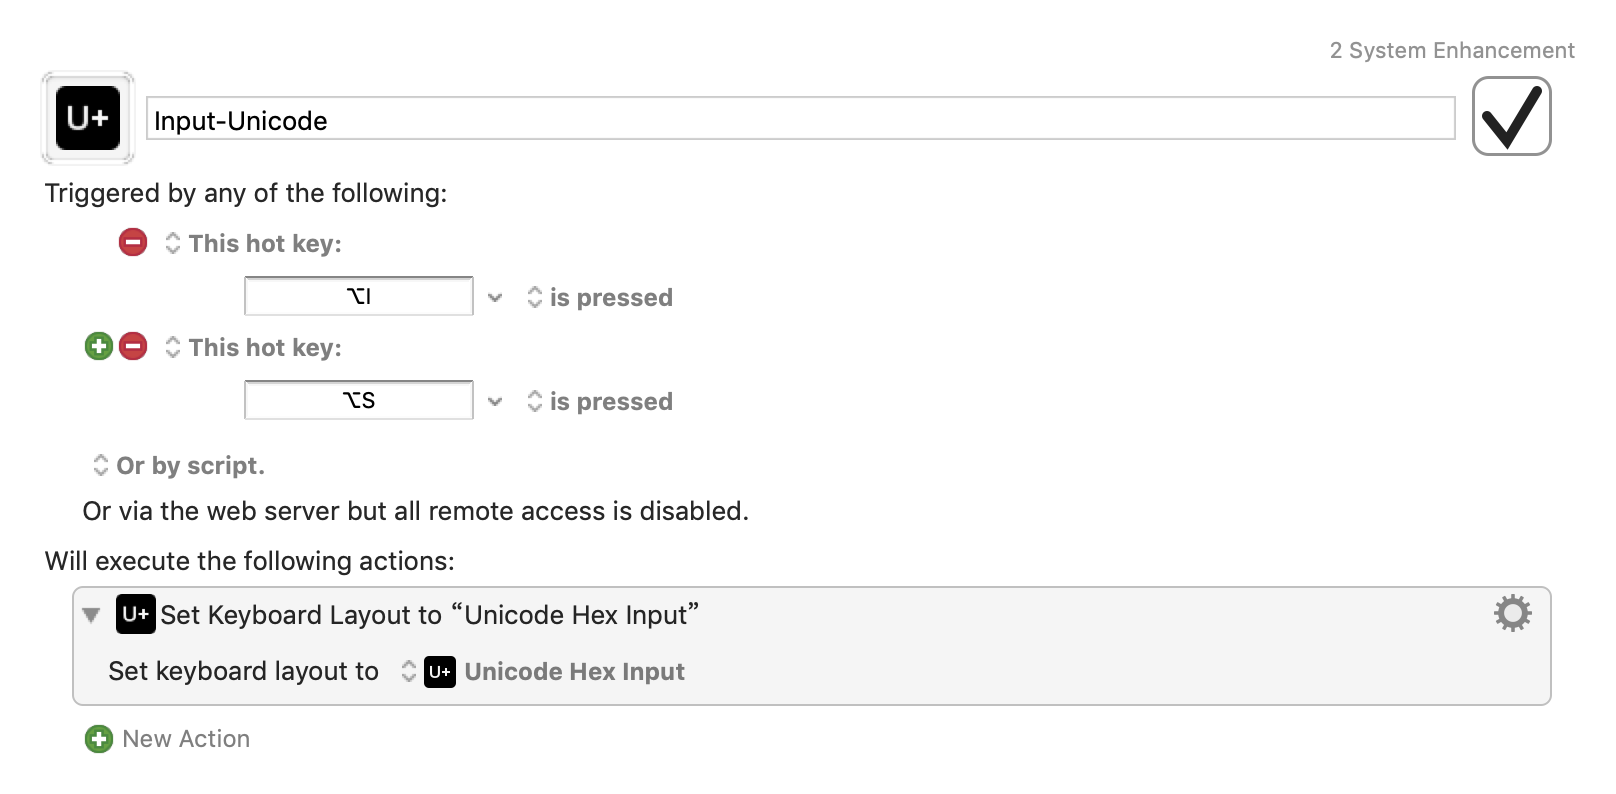 2 System Enhancement
U+ Input-Unicode
Triggered by any of the following:
This hot key:
⌥I is pressed
This hot key:
⌥S is pressed
Or by script.
Or via the web server but all remote access is disabled.
Will execute the following actions:
U+ Set Keyboard Layout to “Unicode Hex Input”
Set keyboard layout to U+ Unicode Hex Input
New Action